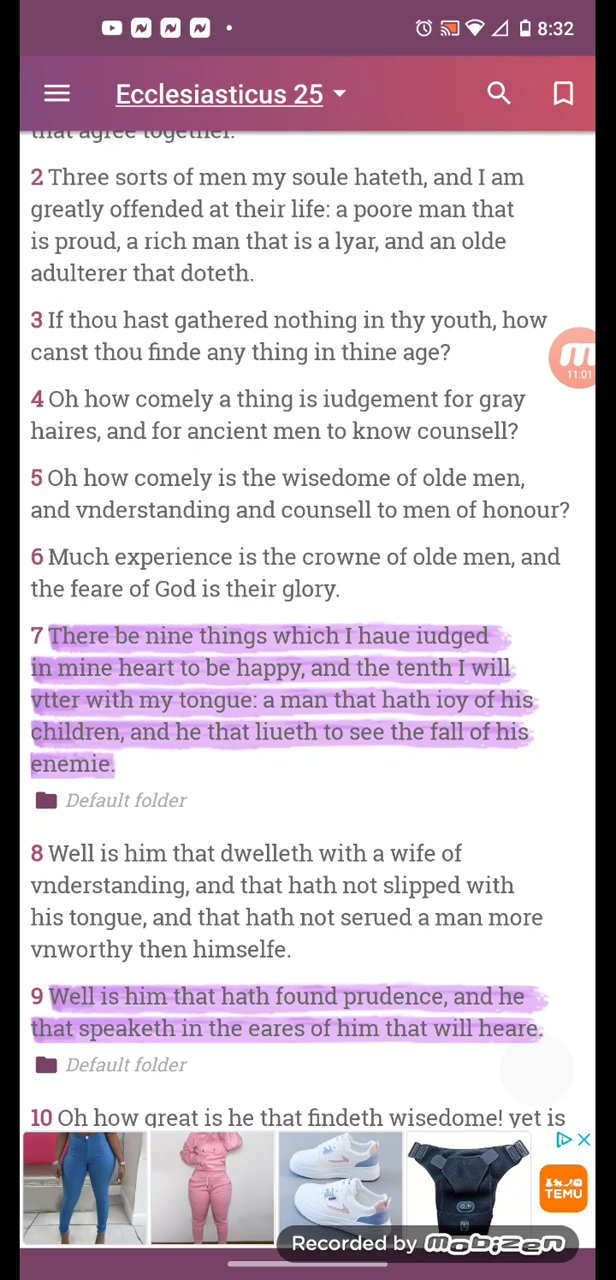 8:32
Ecclesiasticus 25
that agree together.
2 Three sorts of men my soule hateth, and I am
greatly offended at their life: a poore man that
is proud, a rich man that is a lyar, and an olde
adulterer that doteth.
3 If thou hast gathered nothing in thy youth, how
canst thou finde any thing in thine age?
11:01
4 Oh how comely a thing is iudgement for gray
haires, and for ancient men to know counsell?
5 Oh how comely is the wisedome of olde men,
and vnderstanding and counsell to men of honour?
6 Much experience is the crowne of olde men, and
the feare of God is their glory.
7 There be nine things which I haue iudged
in mine heart to be happy, and the tenth I will
vtter with my tongue: a man that hath ioy of his
children, and he that liueth to see the fall of his
enemie.
Default folder
8 Well is him that dwelleth with a wife of
vnderstanding, and that hath not slipped with
his tongue, and that hath not serued a man more
vnworthy then himselfe.
9 Well is him that hath found prudence, and he
that speaketh in the eares of him that will heare.
Default folder
10 Oh how great is he that findeth wisedome! yet is
TEMU
Recorded by mobizen